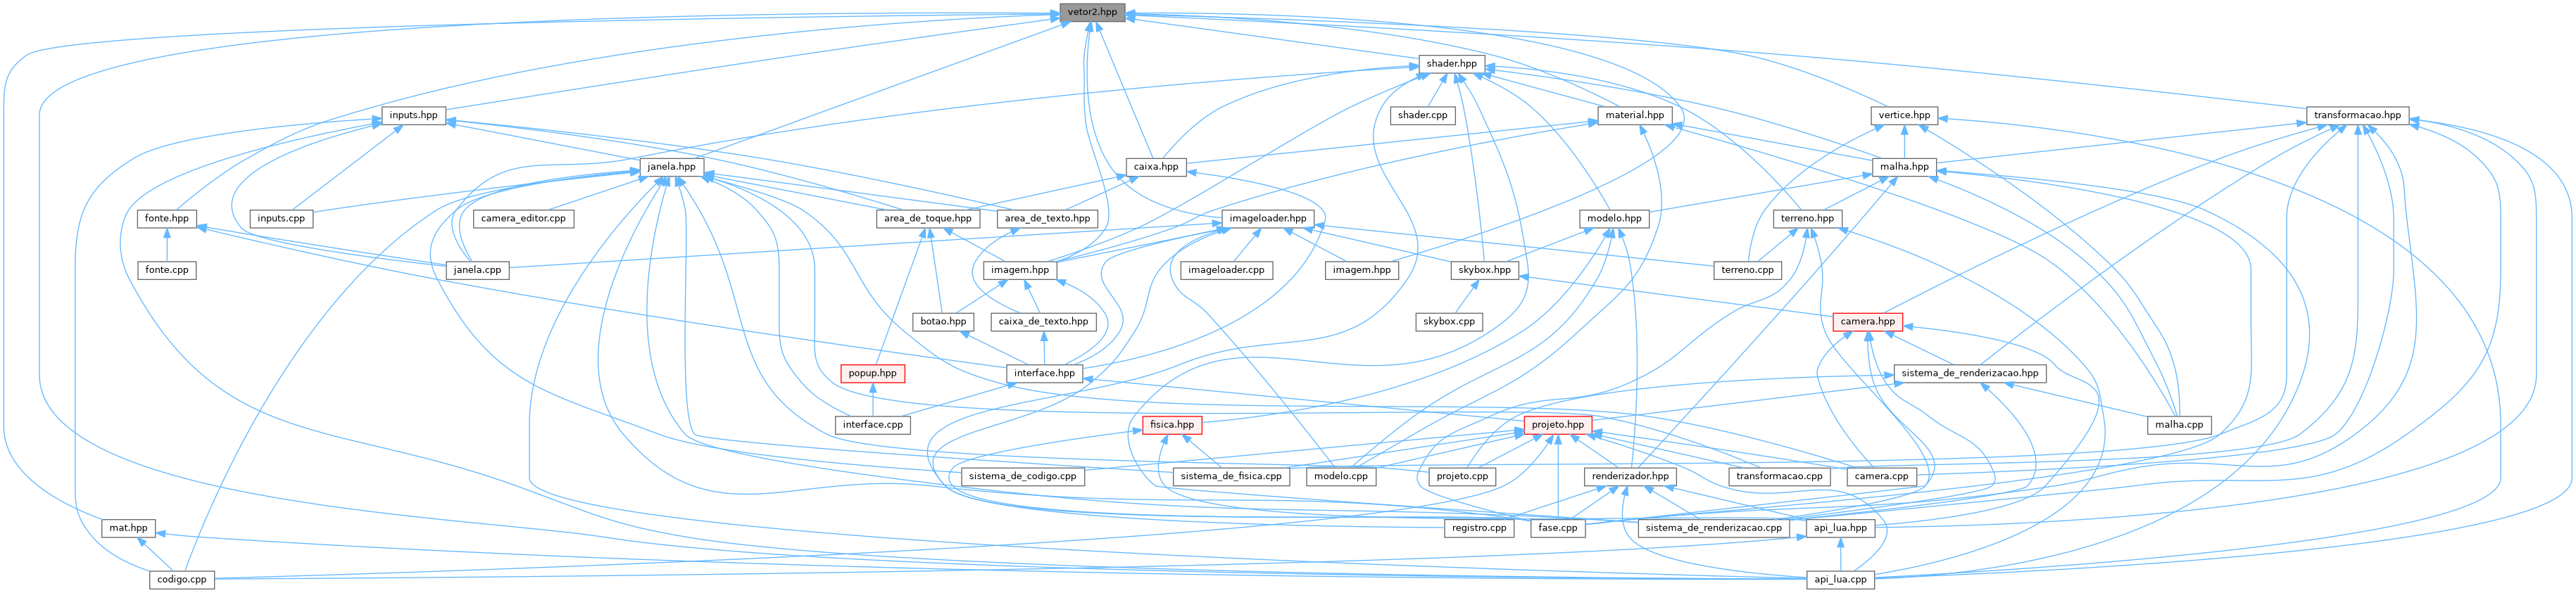 vetor2.hpp
shader.hpp
inputs.hpp
shader.cpp
material.hpp
vertice.hpp
transformacao.hpp
janela.hpp
caixa.hpp
malha.hpp
fonte.hpp
inputs.cpp
camera_editor.cpp
area_de_toque.hpp
area_de_texto.hpp
imageloader.hpp
modelo.hpp
terreno.hpp
fonte.cpp
janela.cpp
imagem.hpp
imageloader.cpp
imagem.hpp
skybox.hpp
terreno.cpp
botao.hpp
caixa_de_texto.hpp
skybox.cpp
camera.hpp
popup.hpp
interface.hpp
sistema_de_renderizacao.hpp
interface.cpp
fisica.hpp
projeto.hpp
malha.cpp
sistema_de_codigo.cpp
sistema_de_fisica.cpp
modelo.cpp
projeto.cpp
renderizador.hpp
transformacao.cpp
camera.cpp
mat.hpp
registro.cpp
fase.cpp
sistema_de_renderizacao.cpp
api_lua.hpp
codigo.cpp
api_lua.cpp